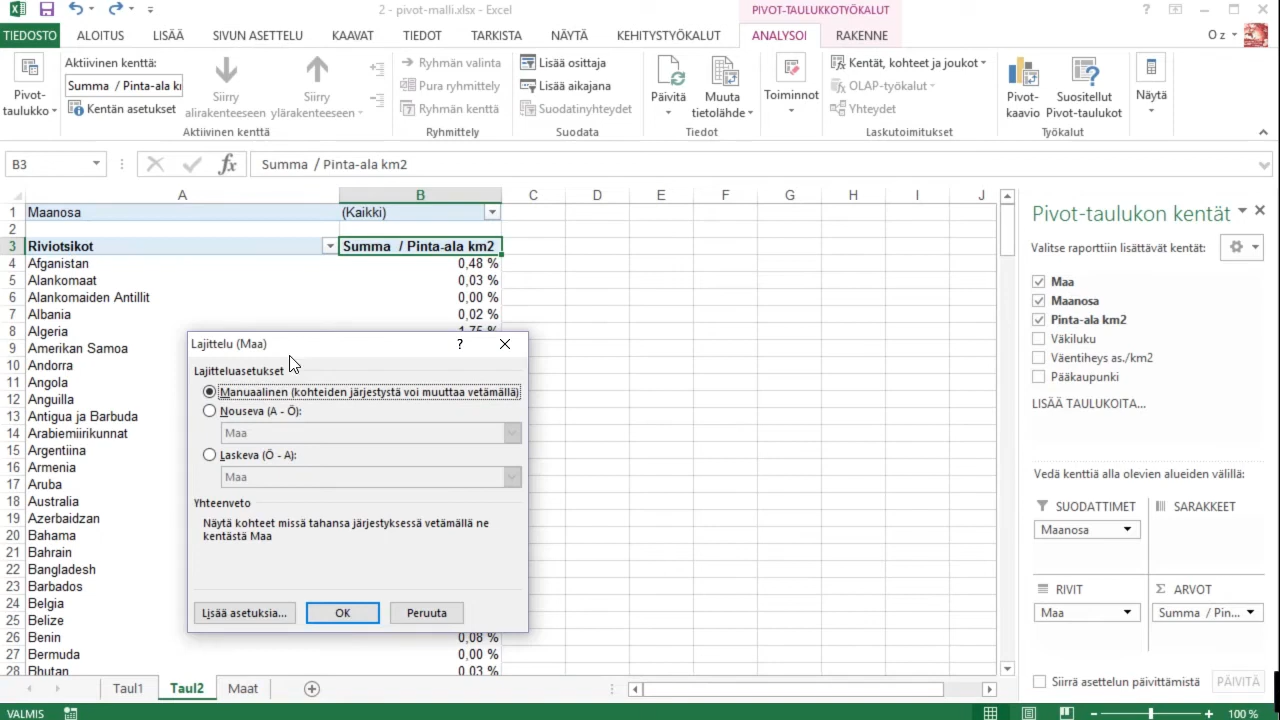 2 - pivot-malli.xlsx - Excel
PIVOT-TAULUKKOTYÖKALUT
TIEDOSTO ALOITUS LISÄÄ SIVUN ASETTELU KAAVAT TIEDOT TARKISTA NÄYTÄ KEHITYSTYÖKALUT ANALYSOI RAKENNE O z
Pivot-taulukko
Aktiivinen kenttä:
Summa / Pinta-ala k
Kentän asetukset
Siirry alirakenteeseen
Siirry ylärakenteeseen
Aktiivinen kenttä
Ryhmän valinta
Pura ryhmittely
Ryhmän kenttä
Ryhmittely
Lisää osittaja
Lisää aikajana
Suodatinyhteydet
Suodata
Päivitä
Muuta tietolähde
Tiedot
Toiminnot
Kentät, kohteet ja joukot
OLAP-työkalut
Yhteydet
Laskutoimitukset
Pivot-kaavio
Suositellut Pivot-taulukot
Työkalut
Näytä
B3 fx Summa / Pinta-ala km2
A B C D E F G H I J
1 Maanosa (Kaikki)
2
3 Riviotsikot Summa / Pinta-ala km2
4 Afganistan 0,48 %
5 Alankomaat 0,03 %
6 Alankomaiden Antillit 0,00 %
7 Albania 0,02 %
8 Algeria 1,75 %
9 Amerikan Samoa
10 Andorra
11 Angola
12 Anguilla
13 Antigua ja Barbuda
14 Arabiemiirikunnat
15 Argentiina
16 Armenia
17 Aruba
18 Australia
19 Azerbaidzan
20 Bahama
21 Bahrain
22 Bangladesh
23 Barbados
24 Belgia
25 Belize
26 Benin 0,08 %
27 Bermuda 0,00 %
28 Bhutan 0,03 %
Lajittelu (Maa) ?
Lajitteluasetukset
Manuaalinen (kohteiden järjestystä voi muuttaa vetämällä)
Nouseva (A - Ö):
Maa
Laskeva (Ö - A):
Maa
Yhteenveto
Näytä kohteet missä tahansa järjestyksessä vetämällä ne
kentästä Maa
Lisää asetuksia... OK Peruuta
Pivot-taulukon kentät
Valitse raporttiin lisättävät kentät:
Maa
Maanosa
Pinta-ala km2
Väkiluku
Väentiheys as./km2
Pääkaupunki
LISÄÄ TAULUKOITA...
Vedä kenttiä alla olevien alueiden välillä:
SUODATTIMET SARAKKEET
Maanosa
RIVIT Σ ARVOT
Maa Summa / Pin...
Siirrä asettelun päivittämistä PÄIVITÄ
Taul1 Taul2 Maat
VALMIS 100 %